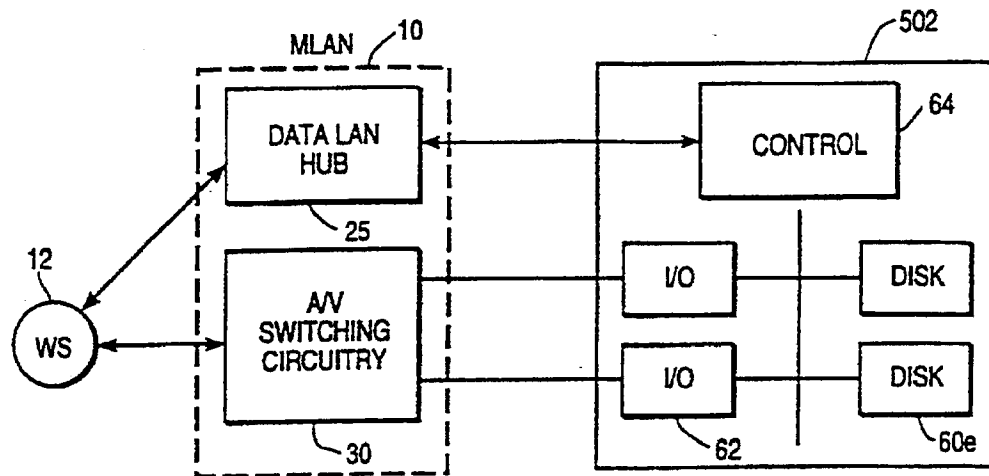 MLAN
10
502
DATA LAN
HUB
25
CONTROL
64
12
WS
A/V
SWITCHING
CIRCUITRY
30
I/O
DISK
I/O
DISK
62
60e